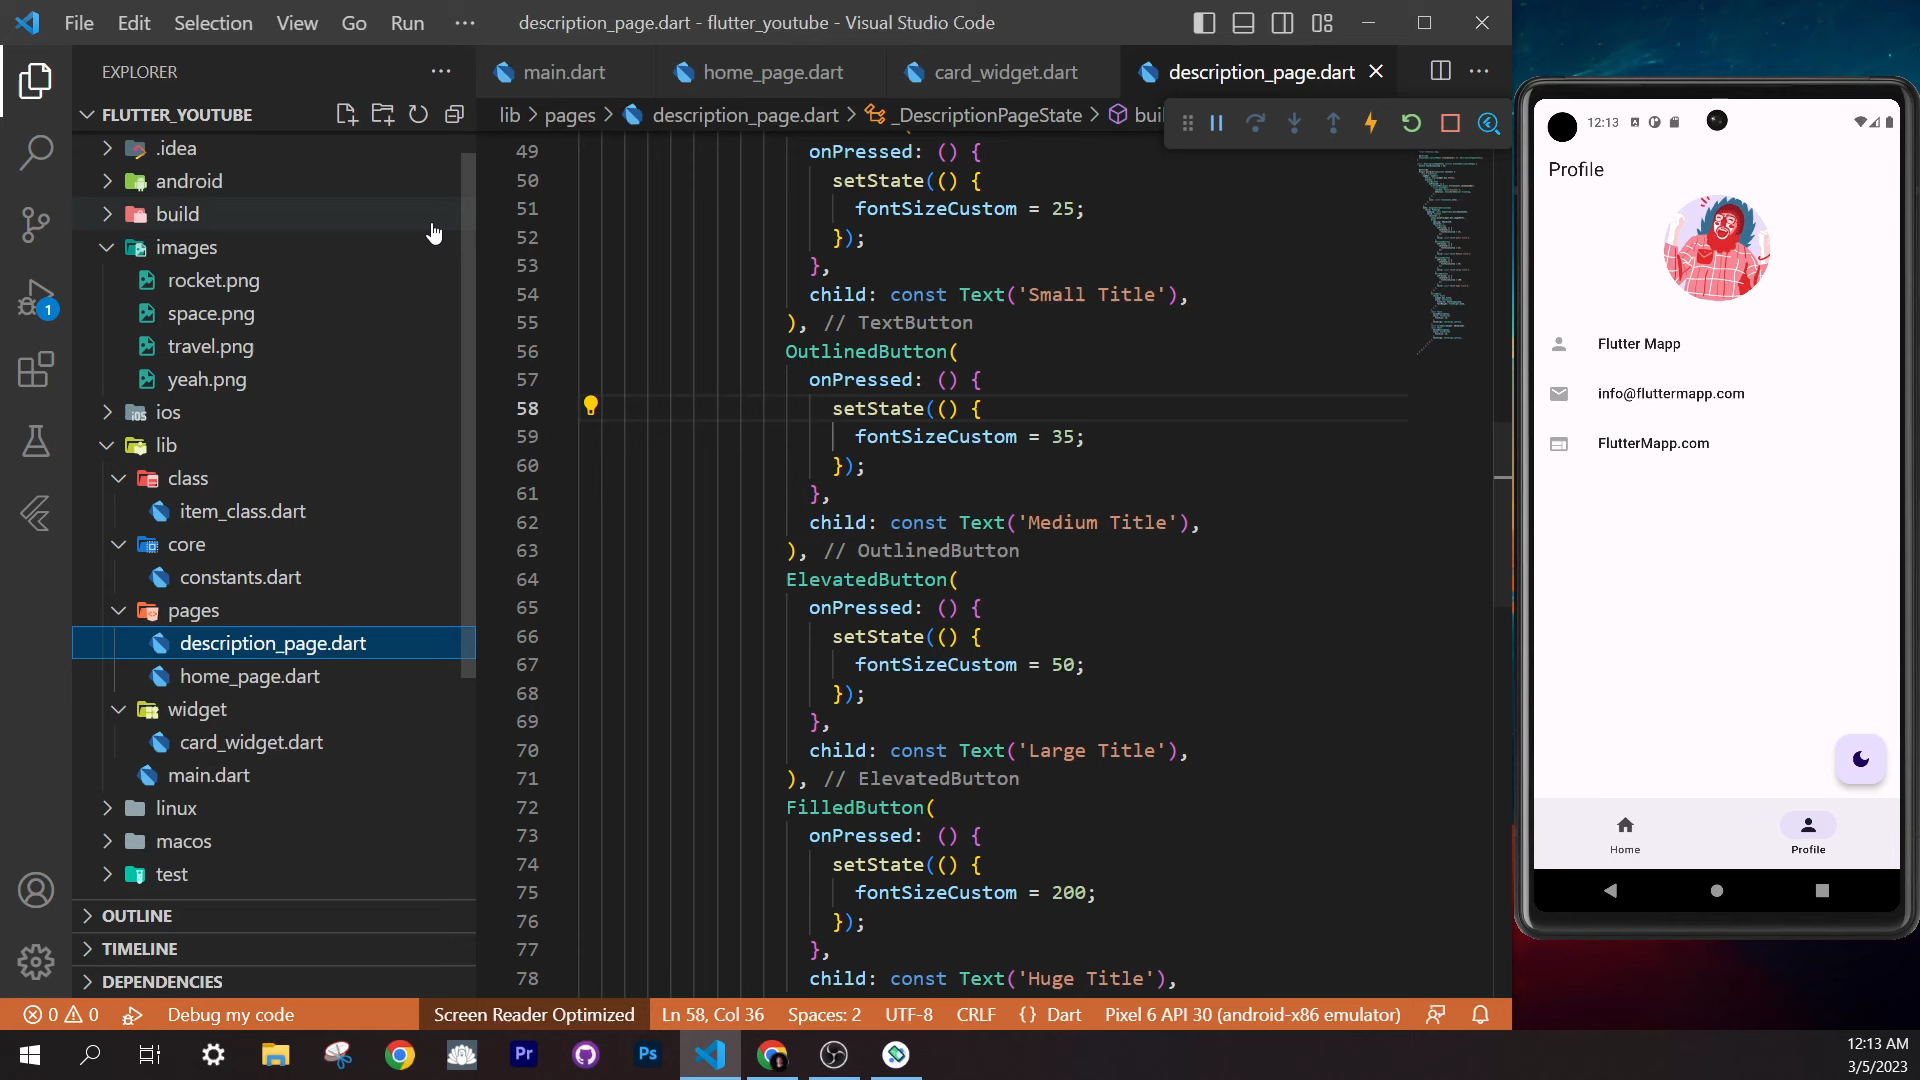 File Edit Selection View Go Run ··· description_page.dart - flutter_youtube - Visual Studio Code
EXPLORER
FLUTTER_YOUTUBE
.idea
android
build
images
rocket.png
space.png
travel.png
yeah.png
ios
lib
class
item_class.dart
core
constants.dart
pages
description_page.dart
home_page.dart
widget
card_widget.dart
main.dart
linux
macos
test
OUTLINE
TIMELINE
DEPENDENCIES
1
main.dart home_page.dart card_widget.dart description_page.dart
lib > pages > description_page.dart > _DescriptionPageState >
49 onPressed: () {
50 setState(() {
51 fontSizeCustom = 25;
52 });
53 },
54 child: const Text('Small Title'),
55 ), // TextButton
56 OutlinedButton(
57 onPressed: () {
58 setState(() {
59 fontSizeCustom = 35;
60 });
61 },
62 child: const Text('Medium Title'),
63 ), // OutlinedButton
64 ElevatedButton(
65 onPressed: () {
66 setState(() {
67 fontSizeCustom = 50;
68 });
69 },
70 child: const Text('Large Title'),
71 ), // ElevatedButton
72 FilledButton(
73 onPressed: () {
74 setState(() {
75 fontSizeCustom = 200;
76 });
77 },
78 child: const Text('Huge Title'),
0 0 Debug my code Screen Reader Optimized Ln 58, Col 36 Spaces: 2 UTF-8 CRLF {} Dart Pixel 6 API 30 (android-x86 emulator)
12:13
Profile
Flutter Mapp
info@fluttermapp.com
FlutterMapp.com
Home Profile
Pr Ps
12:13 AM
3/5/2023